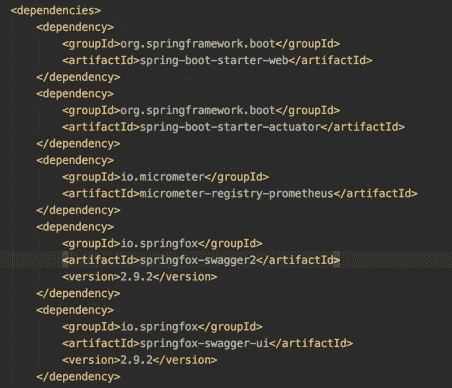 <dependencies>
<dependency>
<groupId>org.springframework.boot</groupId>
<artifactId>spring-boot-starter-web</artifactId>
</dependency>
<dependency>
<groupId>org.springframework.boot</groupId>
<artifactId>spring-boot-starter-actuator</artifactId>
</dependency>
<dependency>
<groupId>io.micrometer</groupId>
<artifactId>micrometer-registry-prometheus</artifactId>
</dependency>
<dependency>
<groupId>io.springfox</groupId>
<artifactId>springfox-swagger2</artifactId>
<version>2.9.2</version>
</dependency>
<dependency>
<groupId>io.springfox</groupId>
<artifactId>springfox-swagger-ui</artifactId>
<version>2.9.2</version>
</dependency>